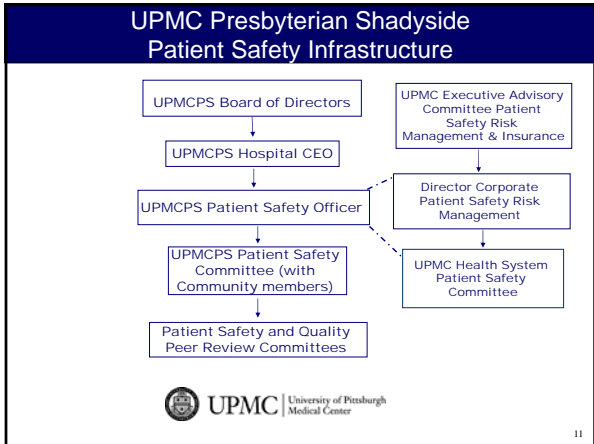 UPMC Presbyterian Shadyside
Patient Safety Infrastructure
UPMCPS Board of Directors
UPMCPS Hospital CEO
UPMCPS Patient Safety Officer
UPMCPS Patient Safety
Committee (with
Community members)
Patient Safety and Quality
Peer Review Committees
UPMC Executive Advisory
Committee Patient
Safety Risk
Management & Insurance
Director Corporate
Patient Safety Risk
Management
UPMC Health System
Patient Safety
Committee
UPMC University of Pittsburgh
Medical Center
11